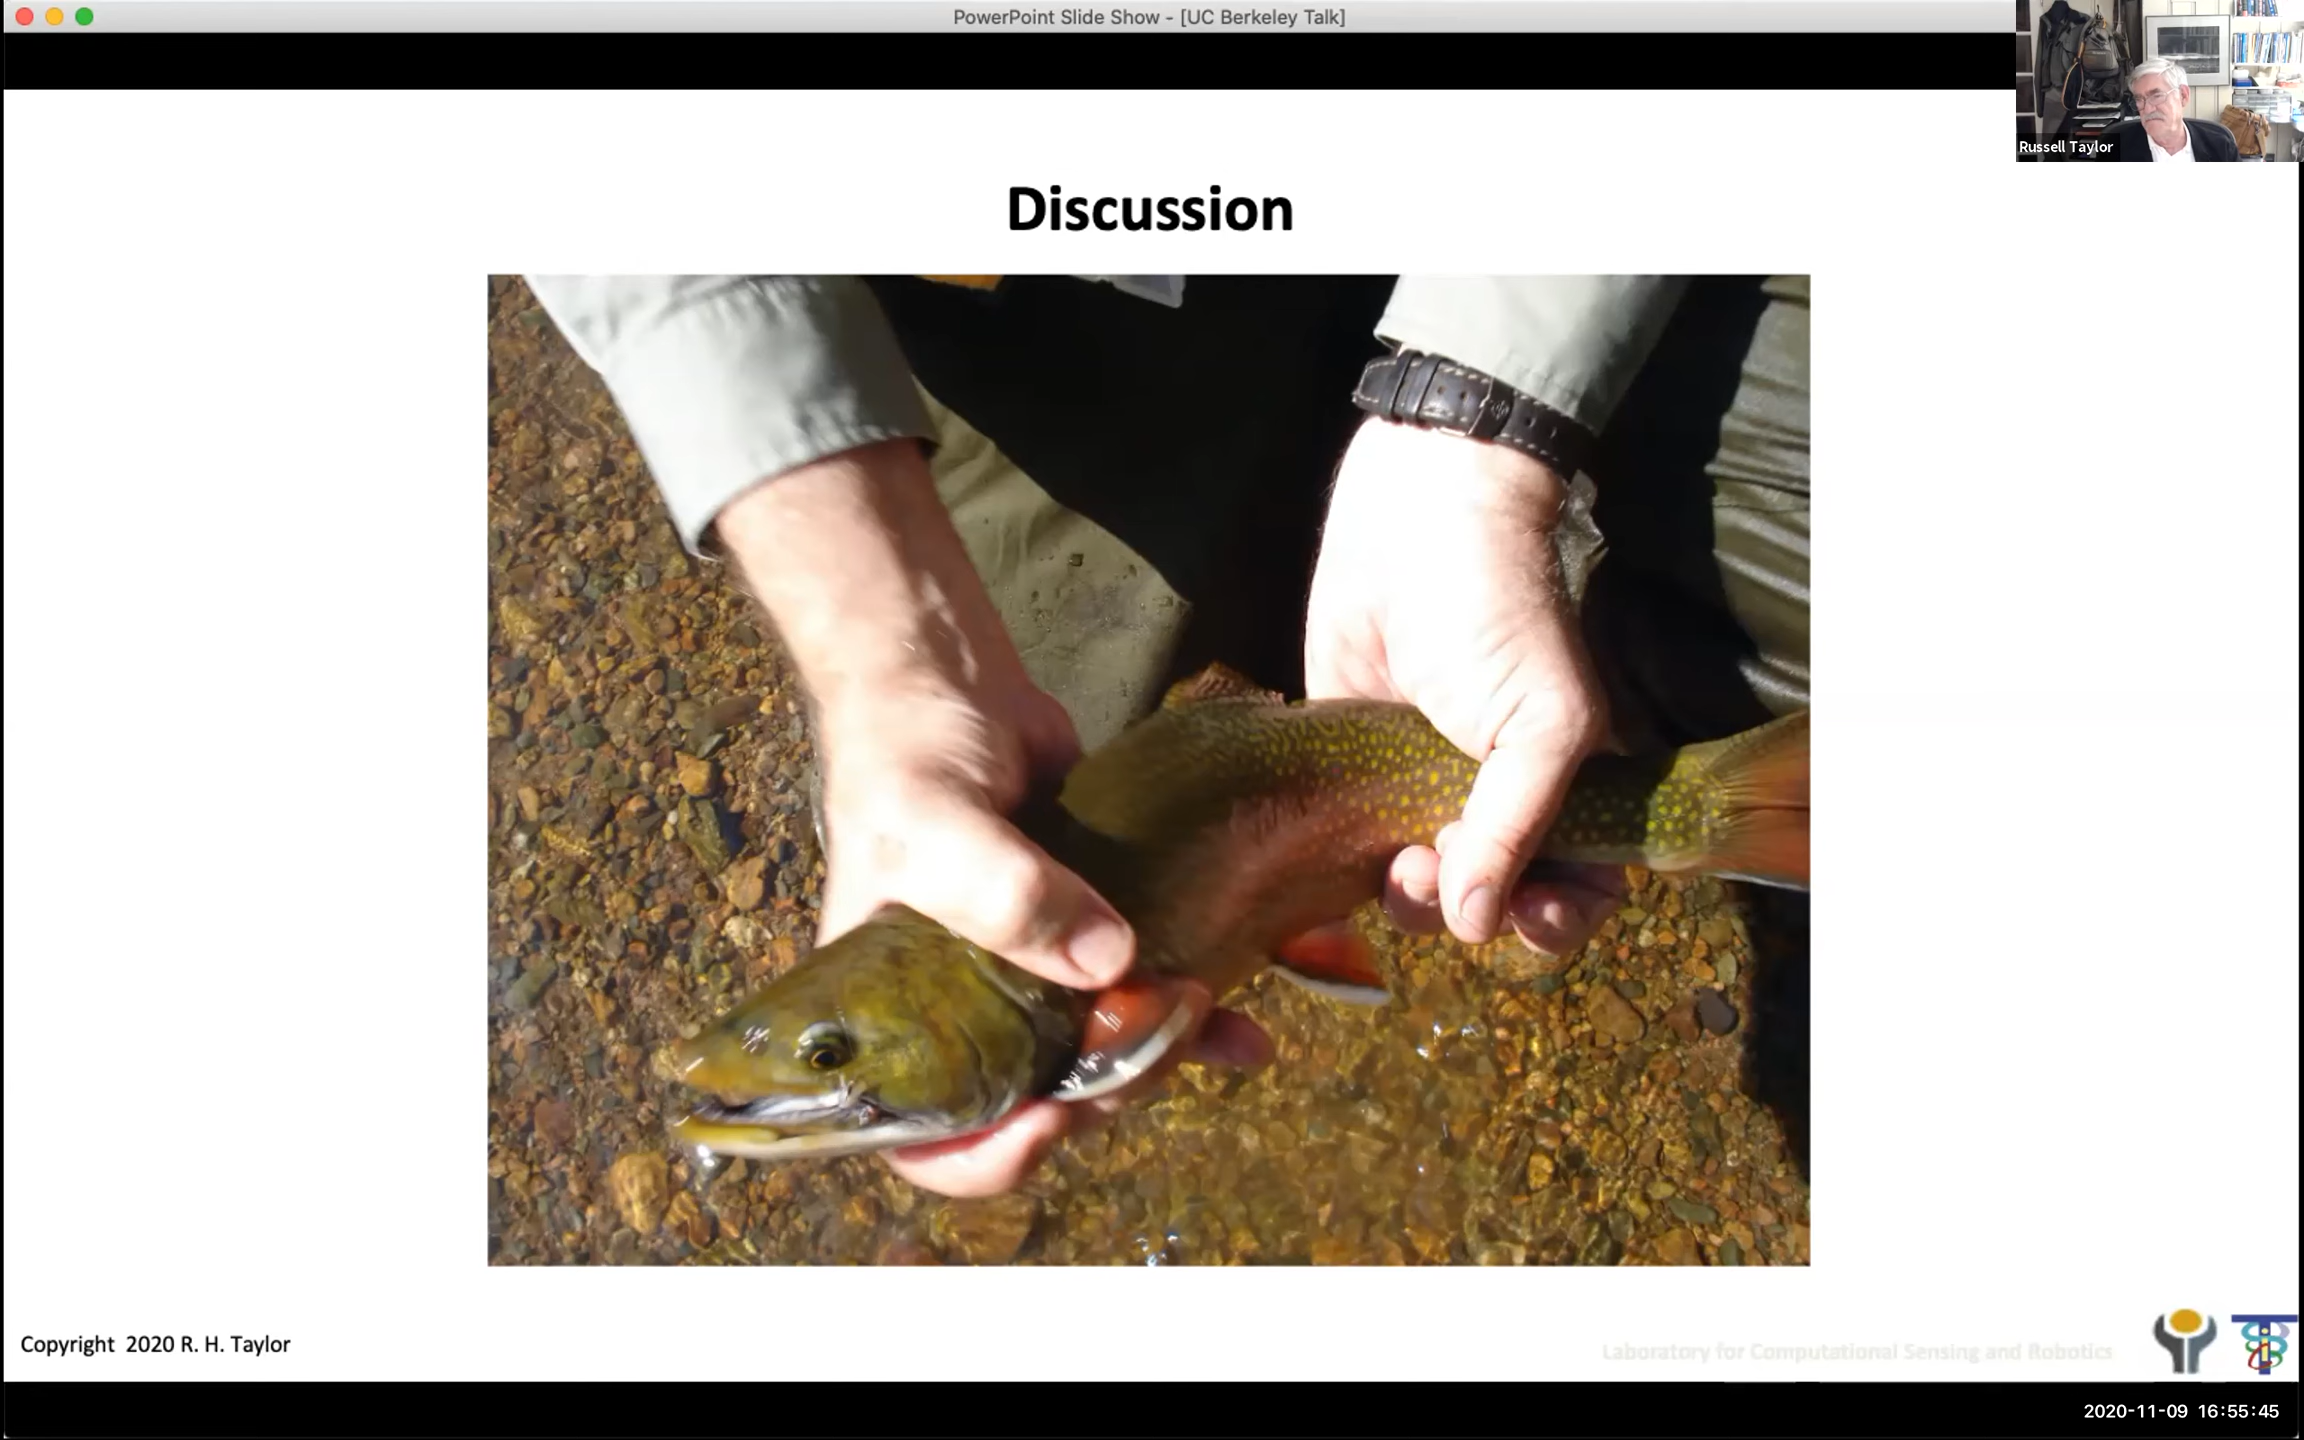 PowerPoint Slide Show - [UC Berkeley Talk]
Russell Taylor
Discussion
Copyright 2020 R. H. Taylor
Laboratory for Computational Sensing and Robotics
2020-11-09 16:55:45